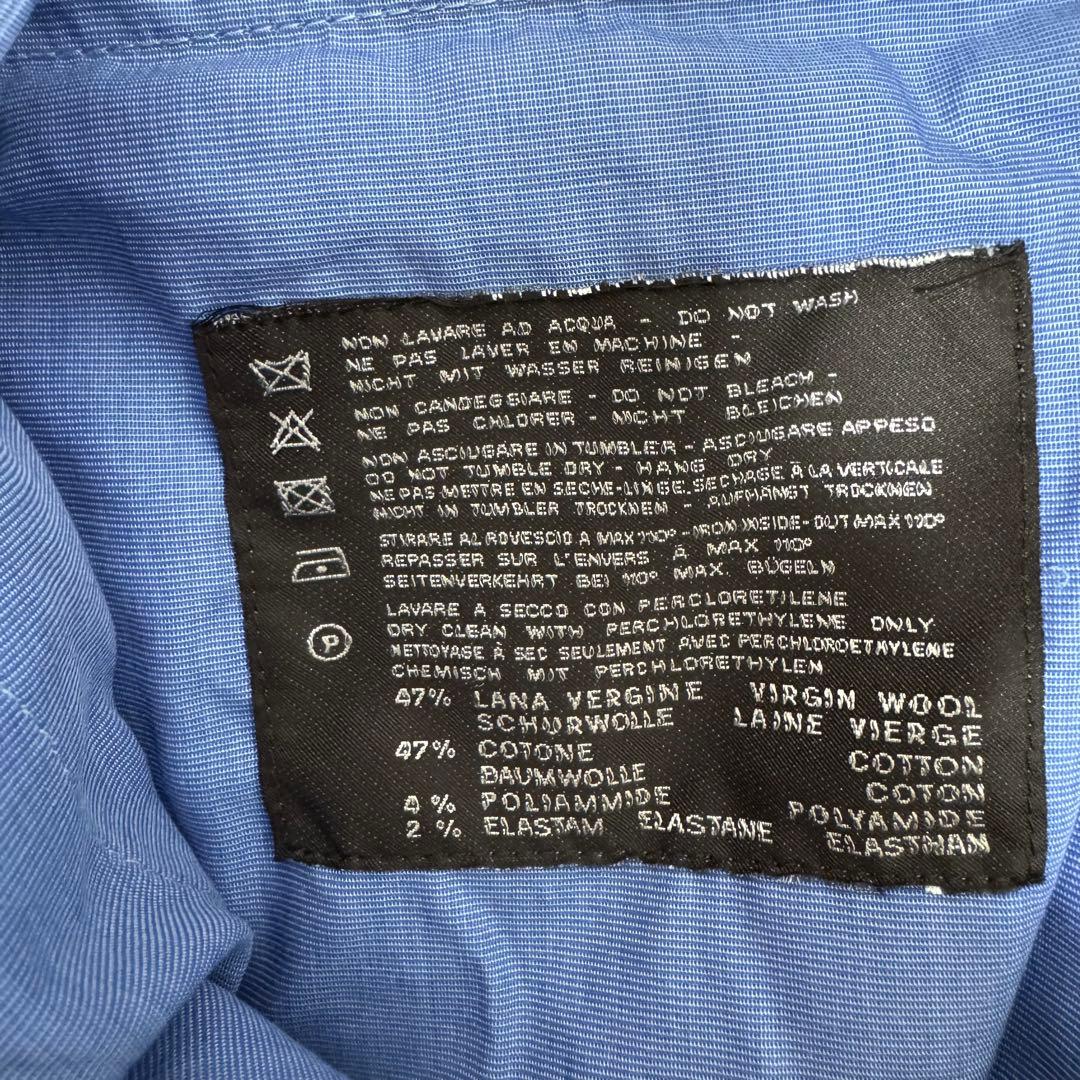 NON LAVARE AD ACQUA - DO NOT WASH
NE PAS LAVER EN MACHINE -
NICHT MIT WASSER REINIGEN
NON CANDEGGIARE - DO NOT BLEACH -
NE PAS CHLORER - NICHT BLEICHEN
NON ASCIUGARE IN TUMBLER - ASCIUGARE APPESO
DO NOT TUMBLE DRY - HANG DRY
NE PAS METTRE EN SECHE-LINGE. SECHAGE À LA VERTICALE
NICHT IN TUMBLER TROCKNEN - AUFHÄNGT TROCKNEN
STIRARE AL ROVESCIO A MAX 110° - IRON INSIDE-OUT MAX 110°
REPASSER SUR L'ENVERS À MAX 110°
SEITENVERKEHRT BEI 110° MAX. BÜGELN
P
LAVARE A SECCO CON PERCLORETILENE
DRY CLEAN WITH PERCHLORETHYLENE ONLY
NETTOYAGE À SEC SEULEMENT AVEC PERCHLOROETHYLENE
CHEMISCH MIT PERCHLORETHYLEN
47% LANA VERGINE VIRGIN WOOL
SCHURWOLLE LAINE VIERGE
47% COTONE COTTON
BAUMWOLLE COTON
4% POLIAMMIDE POLYAMIDE
2% ELASTAM ELASTANE ELASTHAN